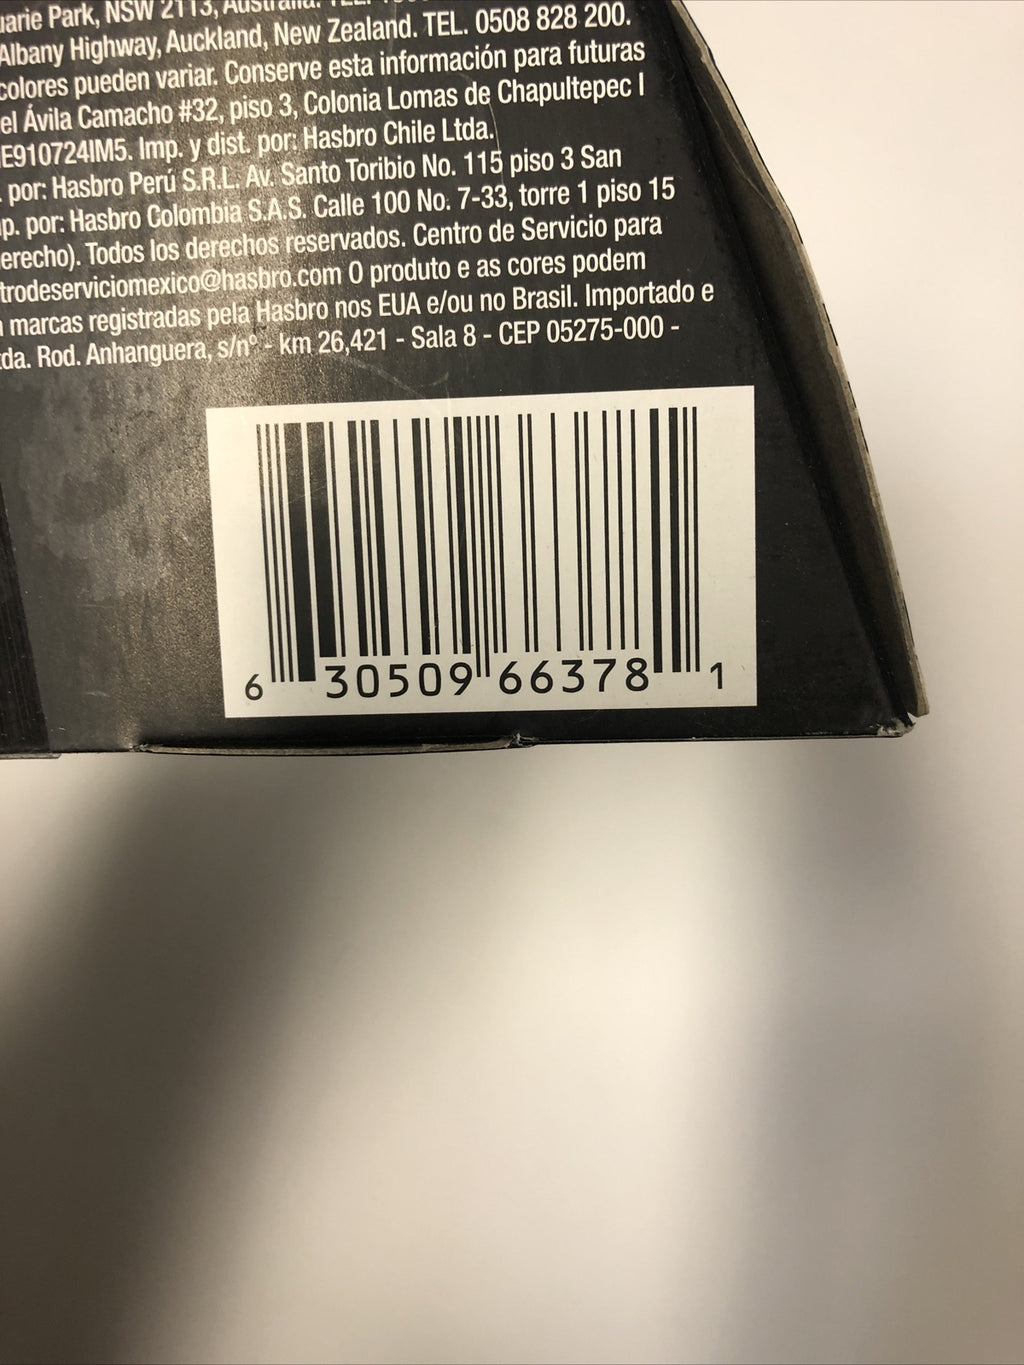 Park, NSW 2113, Australia.
Albany Highway, Auckland, New Zealand. TEL. 0508 828 200.
colores pueden variar. Conserve esta información para futuras
el Ávila Camacho #32, piso 3, Colonia Lomas de Chapultepec I
E910724IM5. Imp. y dist. por: Hasbro Chile Ltda.
. por: Hasbro Perú S.R.L. Av. Santo Toribio No. 115 piso 3 San
p. por: Hasbro Colombia S.A.S. Calle 100 No. 7-33, torre 1 piso 15
erecho). Todos los derechos reservados. Centro de Servicio para
trodeserviciomexico@hasbro.com O produto e as cores podem
marcas registradas pela Hasbro nos EUA e/ou no Brasil. Importado e
tda. Rod. Anhanguera, s/nº - km 26,421 - Sala 8 - CEP 05275-000 -
6 30509 66378 1